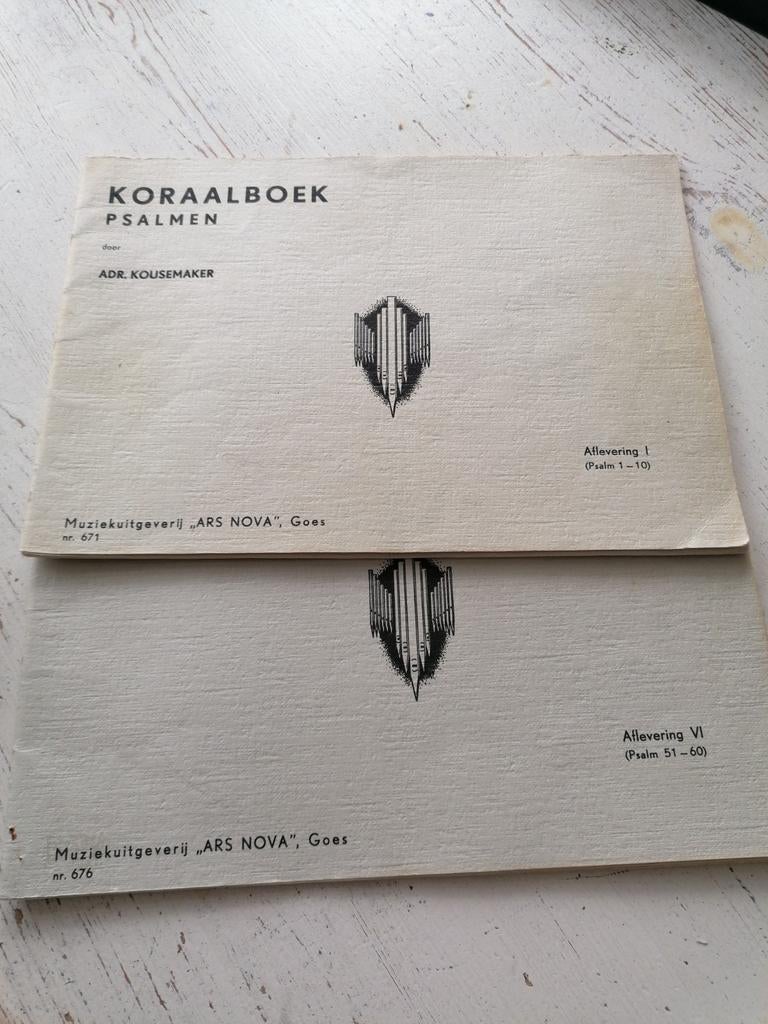 KORAALBOEK
PSALMEN
door
ADR. KOUSEMAKER
Aflevering I
(Psalm 1 – 10)
Muziekuitgeverij „ARS NOVA”, Goes
nr. 671
Aflevering VI
(Psalm 51 – 60)
Muziekuitgeverij „ARS NOVA”, Goes
nr. 676